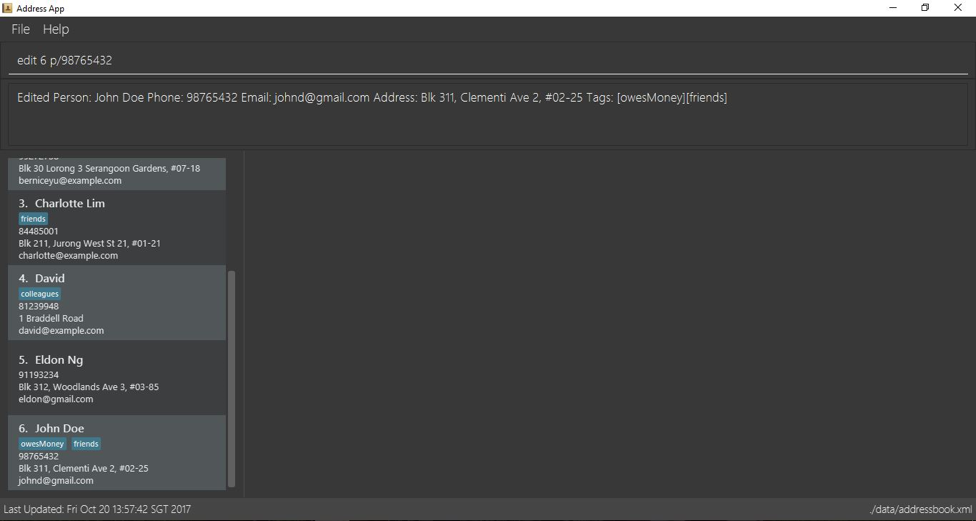 Address App
File Help
edit 6 p/98765432
Edited Person: John Doe Phone: 98765432 Email: johnd@gmail.com Address: Blk 311, Clementi Ave 2, #02-25 Tags: [owesMoney][friends]
Blk 30 Lorong 3 Serangoon Gardens, #07-18
berniceyu@example.com
3. Charlotte Lim
friends
84485001
Blk 211, Jurong West St 21, #01-21
charlotte@example.com
4. David
colleagues
81239948
1 Braddell Road
david@example.com
5. Eldon Ng
91193234
Blk 312, Woodlands Ave 3, #03-85
eldon@gmail.com
6. John Doe
owesMoney friends
98765432
Blk 311, Clementi Ave 2, #02-25
johnd@gmail.com
Last Updated: Fri Oct 20 13:57:42 SGT 2017
./data/addressbook.xml